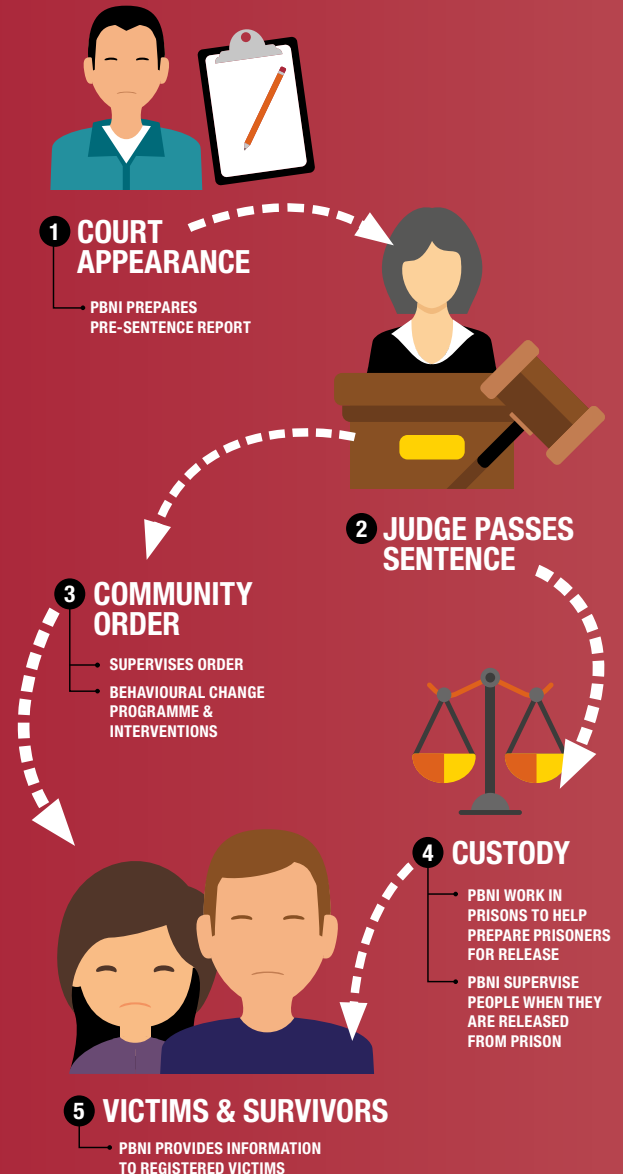 1 COURT
APPEARANCE
PBNI PREPARES
PRE-SENTENCE REPORT
2 JUDGE PASSES
SENTENCE
3 COMMUNITY
ORDER
SUPERVISES ORDER
BEHAVIOURAL CHANGE
PROGRAMME &
INTERVENTIONS
4 CUSTODY
PBNI WORK IN
PRISONS TO HELP
PREPARE PRISONERS
FOR RELEASE
PBNI SUPERVISE
PEOPLE WHEN THEY
ARE RELEASED
FROM PRISON
5 VICTIMS & SURVIVORS
PBNI PROVIDES INFORMATION
TO REGISTERED VICTIMS